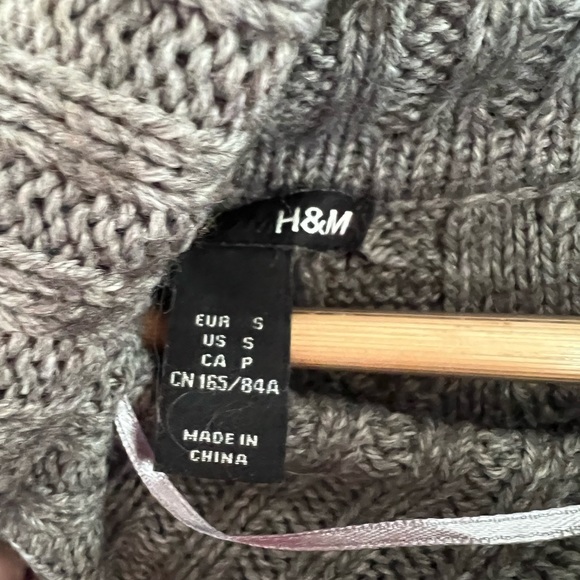 H&M
EUR S
US S
CA P
CN 165/84A
MADE IN
CHINA